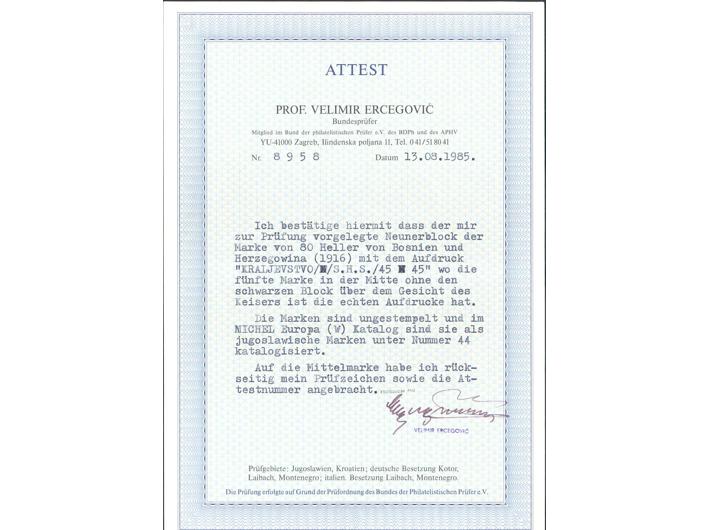 ATTEST
PROF. VELIMIR ERCEGOVIĆ
Bundesprüfer
Mitglied im Bund der philatelistischen Prüfer e.V. des BDPh und des APHV
YU-41000 Zagreb, Ilindenska poljana 11, Tel. 041/518041
Nr. 8958 Datum 13.08.1985.
Ich bestätige hiermit dass der mir
zur Prüfung vorgelegte Neunerblock der
Marke von 80 Heller von Bosnien und
Herzegowina (1916) mit dem Aufdruck
"KRALJEVSTVO/ /S.H.S./45 45" wo die
fünfte Marke in der Mitte ohne den
schwarzen Block über dem Gesicht des
Keisers ist die echten Aufdrucke hat.
Die Marken sind ungestempelt und im
MICHEL Europa (W) Katalog sind sie als
jugoslawische Marken unter Nummer 44
katalogisiert.
Auf die Mittelmarke habe ich rück-
seitig mein Prüfzeichen sowie die At-
testnummer angebracht.
VELIMIR ERCEGOVIĆ
Prüfgebiete: Jugoslawien, Kroatien; deutsche Besetzung Kotor,
Laibach, Montenegro; italien. Besetzung Laibach, Montenegro.
Die Prüfung erfolgte auf Grund der Prüfordnung des Bundes der Philatelistischen Prüfer e.V.